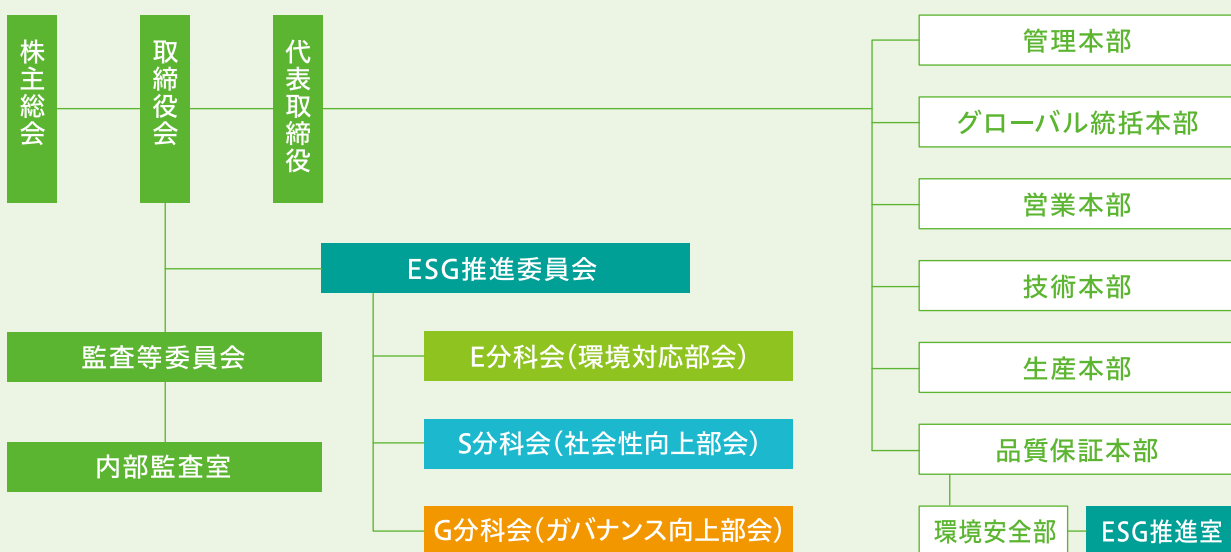 株主総会
取締役会
代表取締役
管理本部
グローバル統括本部
営業本部
技術本部
生産本部
品質保証本部
環境安全部
ESG推進室
ESG推進委員会
E分科会(環境対応部会)
S分科会(社会性向上部会)
G分科会(ガバナンス向上部会)
監査等委員会
内部監査室